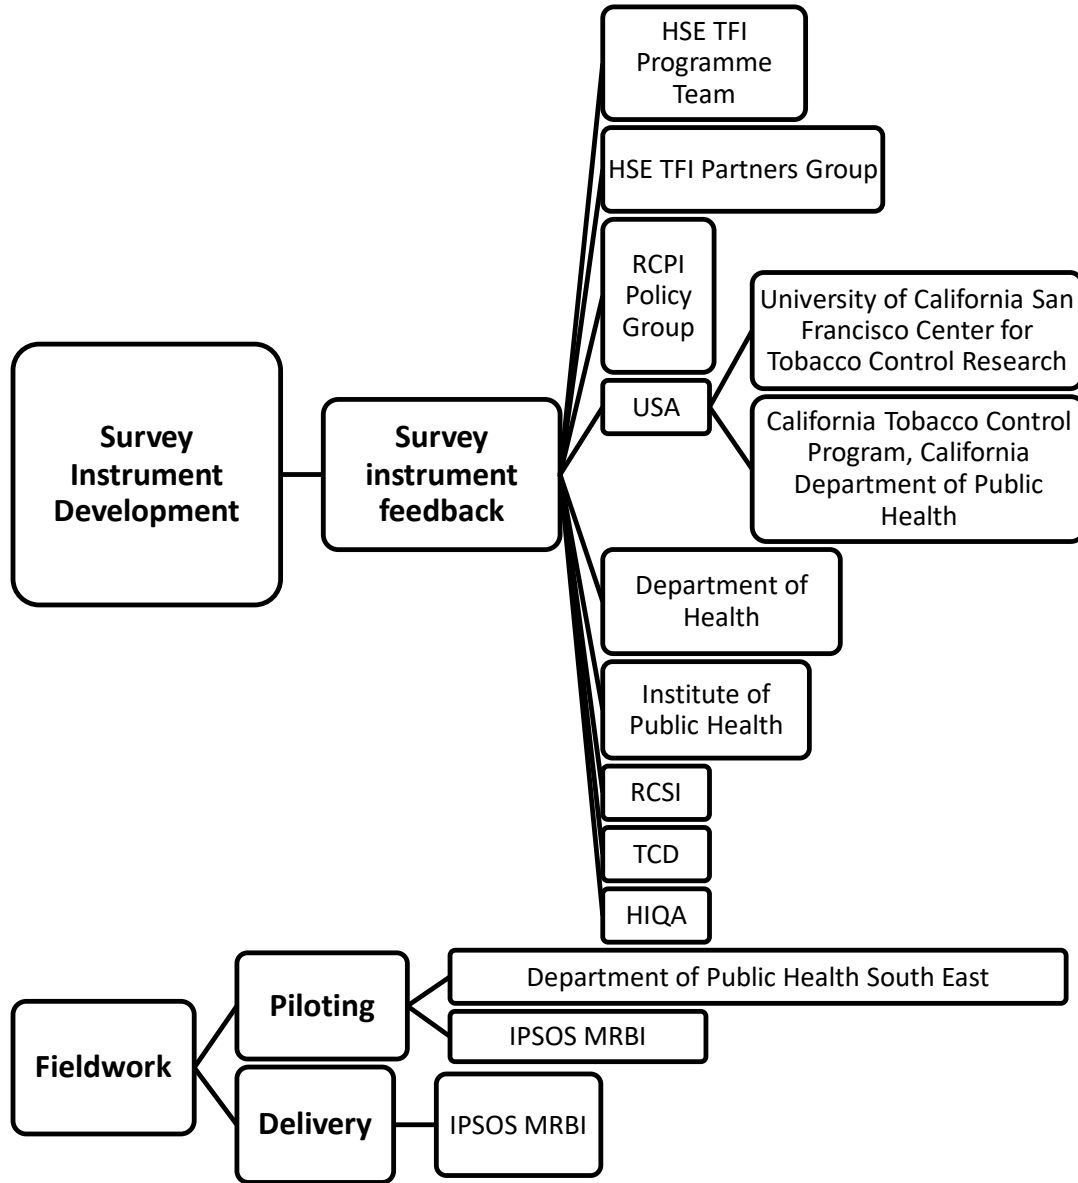 HSE TFI
Programme
Team
HSE TFI Partners Group
RCPI
Policy
Group
University of California San
Francisco Center for
Tobacco Control Research
USA
California Tobacco Control
Program, California
Department of Public
Health
Survey
Instrument
Development
Survey
instrument
feedback
Department of
Health
Institute of
Public Health
RCSI
TCD
HIQA
Fieldwork
Piloting
Department of Public Health South East
IPSOS MRBI
Delivery
IPSOS MRBI